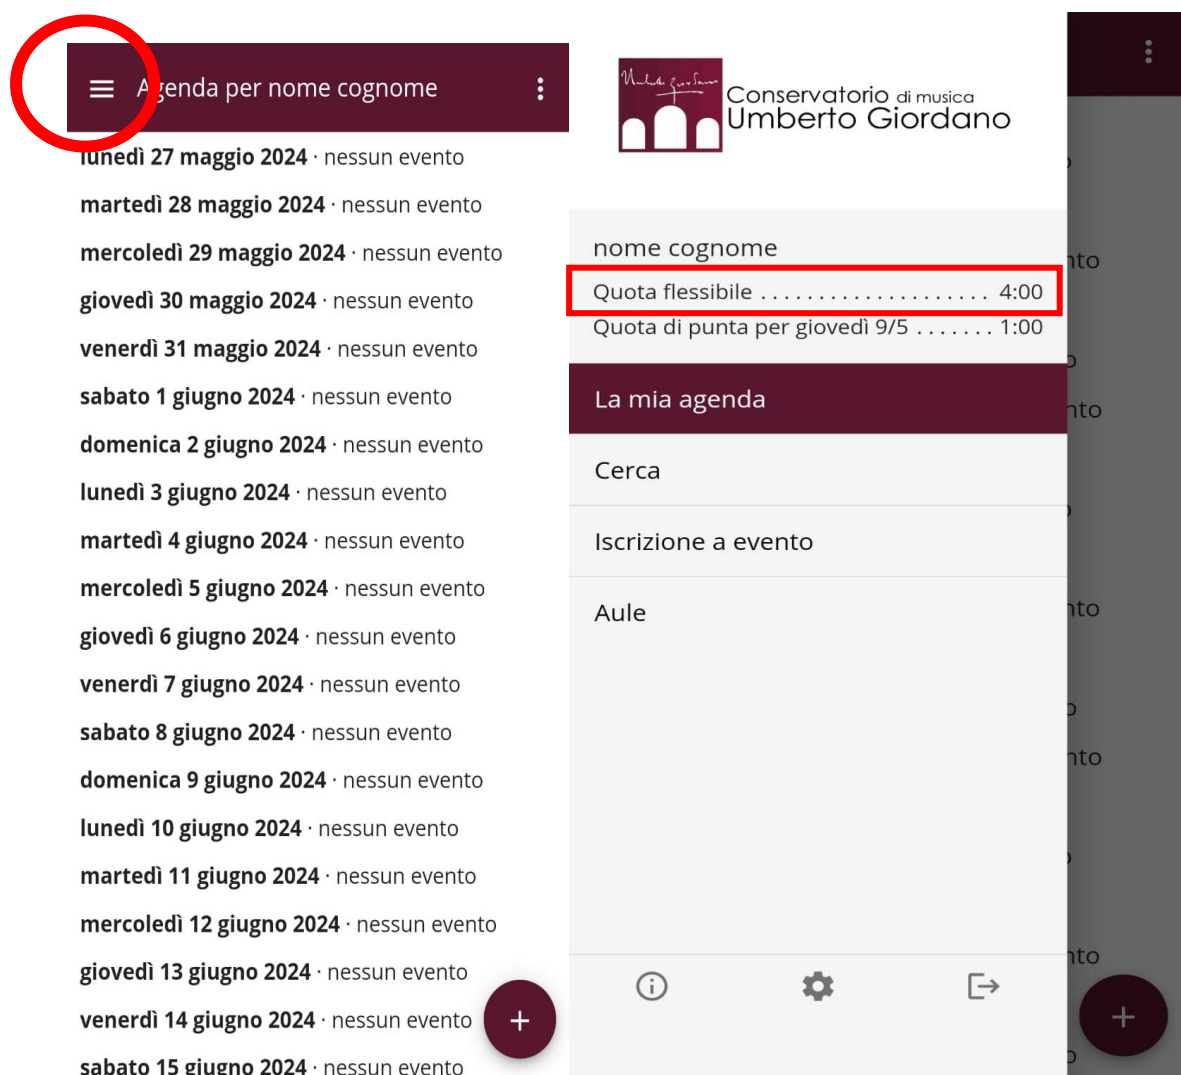 Agenda per nome cognome
lunedì 27 maggio 2024 · nessun evento
martedì 28 maggio 2024 · nessun evento
mercoledì 29 maggio 2024 · nessun evento
giovedì 30 maggio 2024 · nessun evento
venerdì 31 maggio 2024 · nessun evento
sabato 1 giugno 2024 · nessun evento
domenica 2 giugno 2024 · nessun evento
lunedì 3 giugno 2024 · nessun evento
martedì 4 giugno 2024 · nessun evento
mercoledì 5 giugno 2024 · nessun evento
giovedì 6 giugno 2024 · nessun evento
venerdì 7 giugno 2024 · nessun evento
sabato 8 giugno 2024 · nessun evento
domenica 9 giugno 2024 · nessun evento
lunedì 10 giugno 2024 · nessun evento
martedì 11 giugno 2024 · nessun evento
mercoledì 12 giugno 2024 · nessun evento
giovedì 13 giugno 2024 · nessun evento
venerdì 14 giugno 2024 · nessun evento
sabato 15 giugno 2024 · nessun evento
Conservatorio di musica
Umberto Giordano
nome cognome
Quota flessibile . . . . . . . . . . . . . . . . . . . . 4:00
Quota di punta per giovedì 9/5 . . . . . . . 1:00
La mia agenda
Cerca
Iscrizione a evento
Aule